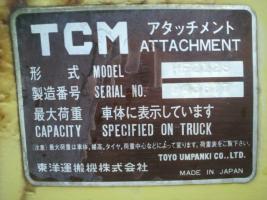 TCM アタッチメント
ATTACHMENT
形式 MODEL
製造番号 SERIAL NO.
最大荷重 車体に表示しています
CAPACITY SPECIFIED ON TRUCK
TOYO UMPANKI CO., LTD.
東洋運搬機株式会社
MADE IN JAPAN